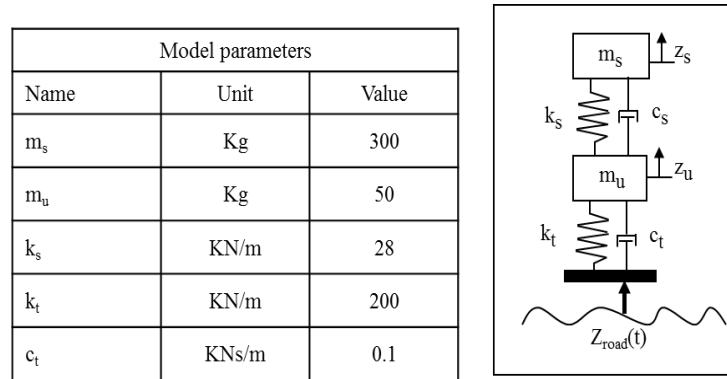 Model parameters
Name Unit Value
ms Kg 300
mu Kg 50
ks KN/m 28
kt KN/m 200
ct KNs/m 0.1
ms zs
ks cs
mu zu
kt ct
Zroad(t)